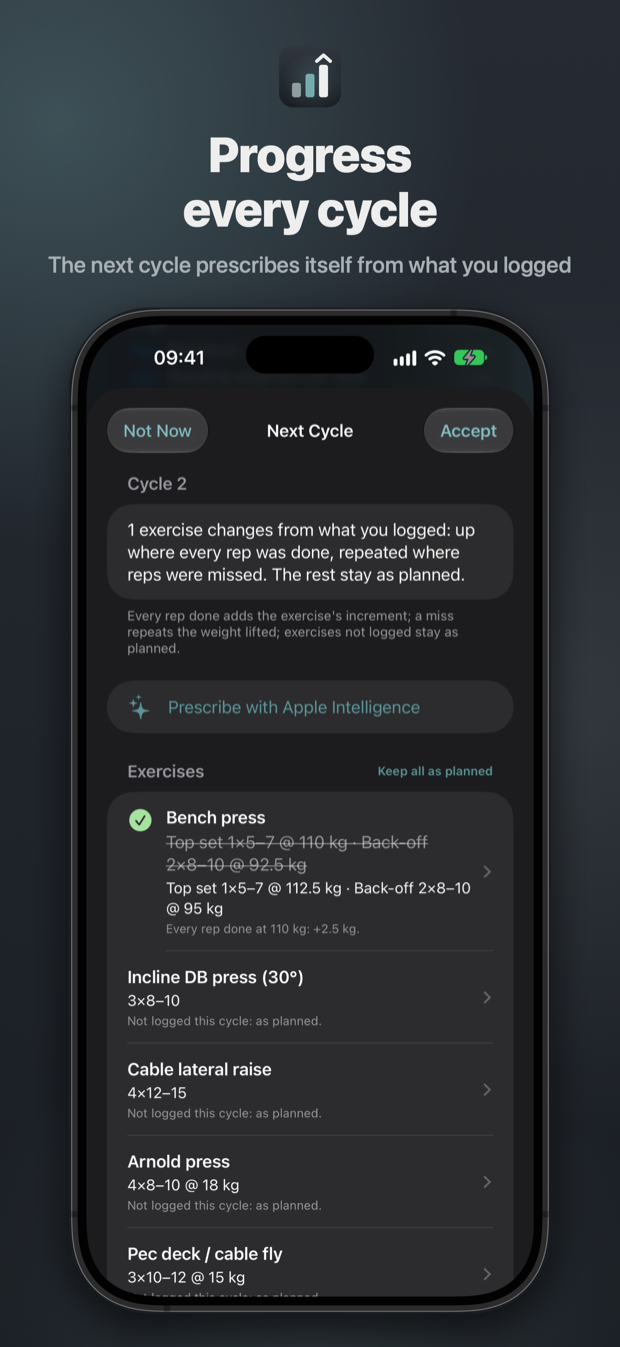 Progress
every cycle
The next cycle prescribes itself from what you logged
09:41
Not Now
Next Cycle
Accept
Cycle 2
1 exercise changes from what you logged: up
where every rep was done, repeated where
reps were missed. The rest stay as planned.
Every rep done adds the exercise's increment; a miss
repeats the weight lifted; exercises not logged stay as
planned.
Prescribe with Apple Intelligence
Exercises
Keep all as planned
Bench press
Top set 1×5–7 @ 110 kg · Back-off
2×8–10 @ 92.5 kg
Top set 1×5–7 @ 112.5 kg · Back-off 2×8–10
@ 95 kg
Every rep done at 110 kg: +2.5 kg.
Incline DB press (30°)
3×8–10
Not logged this cycle: as planned.
Cable lateral raise
4×12–15
Not logged this cycle: as planned.
Arnold press
4×8–10 @ 18 kg
Not logged this cycle: as planned.
Pec deck / cable fly
3×10–12 @ 15 kg